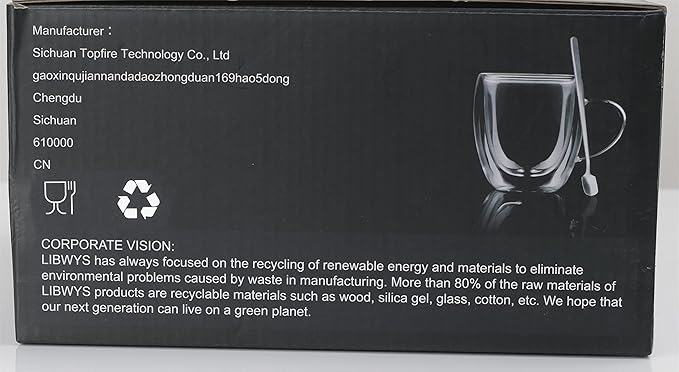 Manufacturer：
Sichuan Topfire Technology Co., Ltd
gaoxinqujiannandadaozhongduan169hao5dong
Chengdu
Sichuan
610000
CN
CORPORATE VISION:
LIBWYS has always focused on the recycling of renewable energy and materials to eliminate
environmental problems caused by waste in manufacturing. More than 80% of the raw materials of
LIBWYS products are recyclable materials such as wood, silica gel, glass, cotton, etc. We hope that
our next generation can live on a green planet.